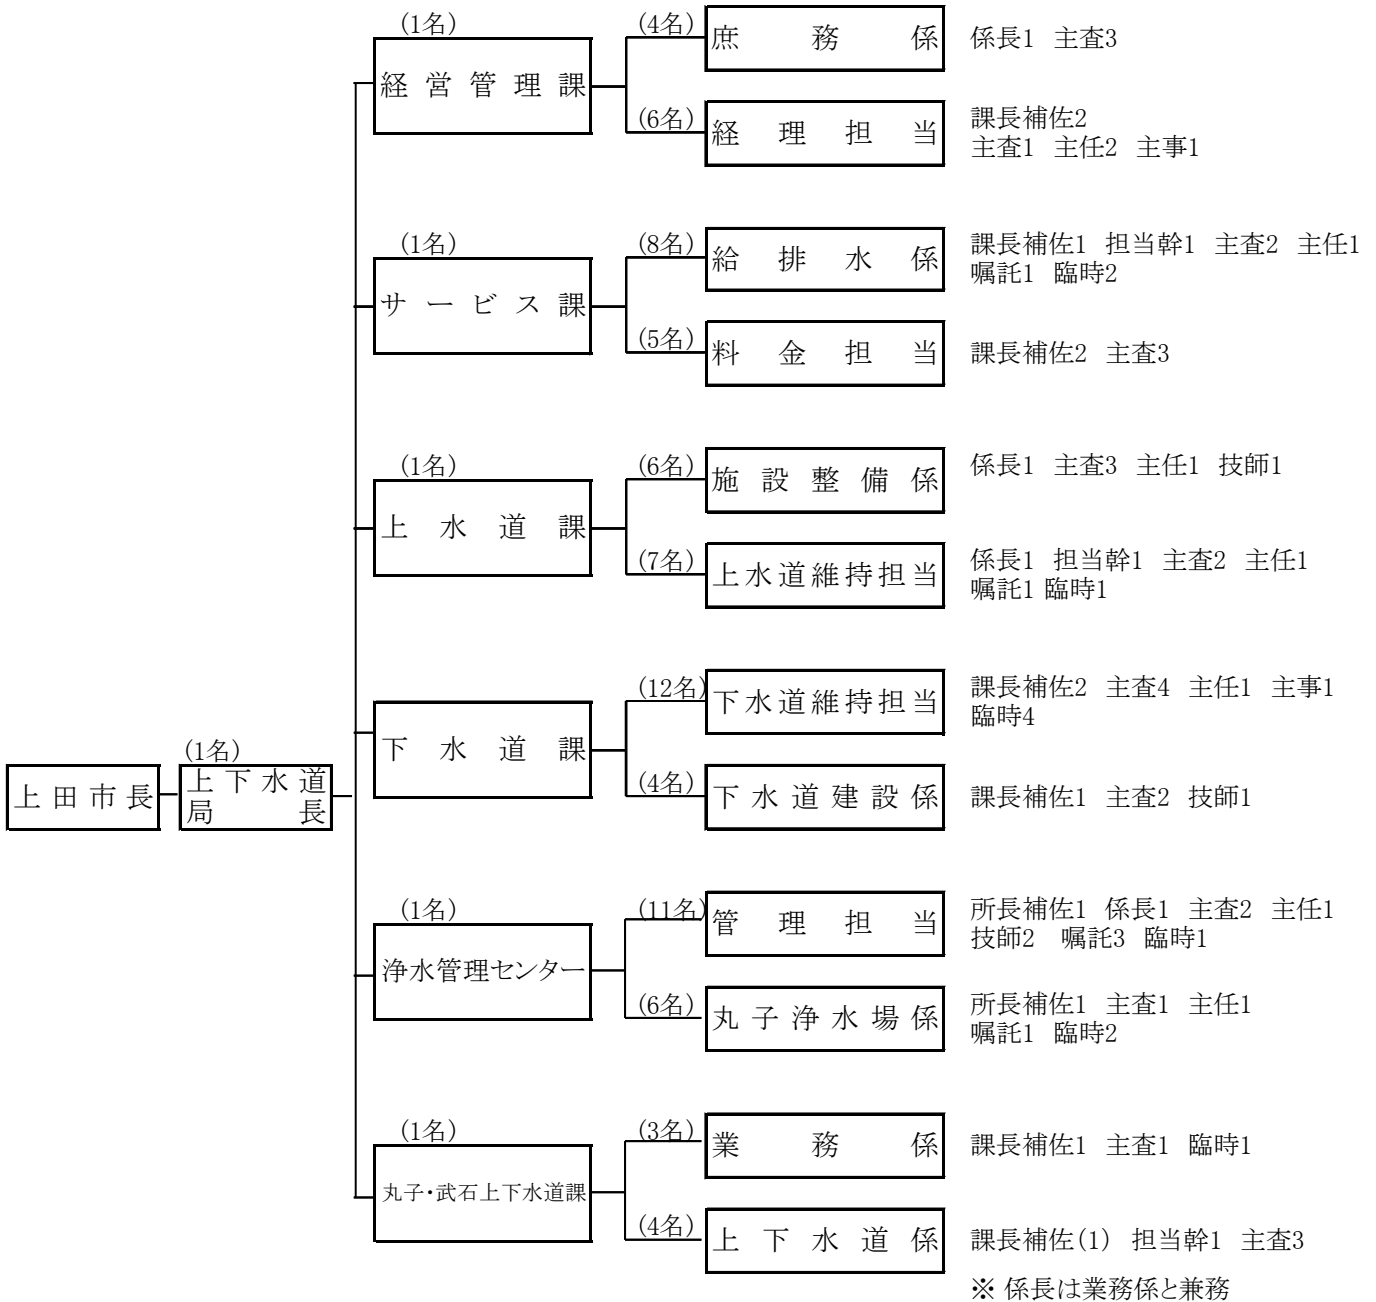 (1名)
(4名)
庶務係
係長1 主査3
経営管理課
(6名)
経理担当
課長補佐2
主査1 主任2 主事1
(1名)
(8名)
給排水係
課長補佐1 担当幹1 主査2 主任1
嘱託1 臨時2
サービス課
(5名)
料金担当
課長補佐2 主査3
(1名)
(6名)
施設整備係
係長1 主査3 主任1 技師1
上水道課
(7名)
上水道維持担当
係長1 担当幹1 主査2 主任1
嘱託1 臨時1
(12名)
下水道維持担当
課長補佐2 主査4 主任1 主事1
臨時4
下水道課
(1名)
上田市長
上下水道
局長
(4名)
下水道建設係
課長補佐1 主査2 技師1
(1名)
(11名)
管理担当
所長補佐1 係長1 主査2 主任1
技師2 嘱託3 臨時1
浄水管理センター
(6名)
丸子浄水場係
所長補佐1 主査1 主任1
嘱託1 臨時2
(1名)
(3名)
業務係
課長補佐1 主査1 臨時1
丸子・武石上下水道課
(4名)
上下水道係
課長補佐(1) 担当幹1 主査3
※ 係長は業務係と兼務